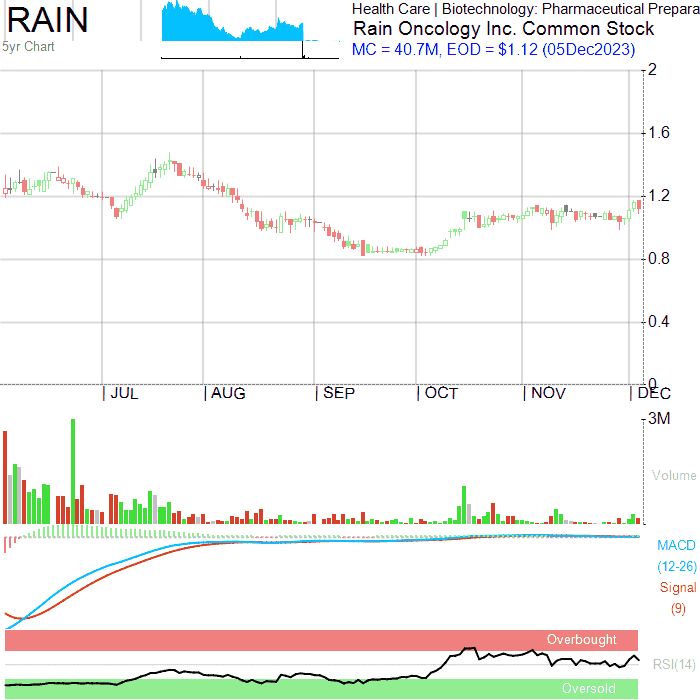 RAIN
5yr Chart
Health Care | Biotechnology: Pharmaceutical Prepara
Rain Oncology Inc. Common Stock
MC = 40.7M, EOD = $1.12 (05Dec2023)
2
1.6
1.2
0.8
0.4
0
JUL AUG SEP OCT NOV DEC
3M
Volume
MACD
(12-26)
Signal
(9)
Overbought
RSI(14)
Oversold